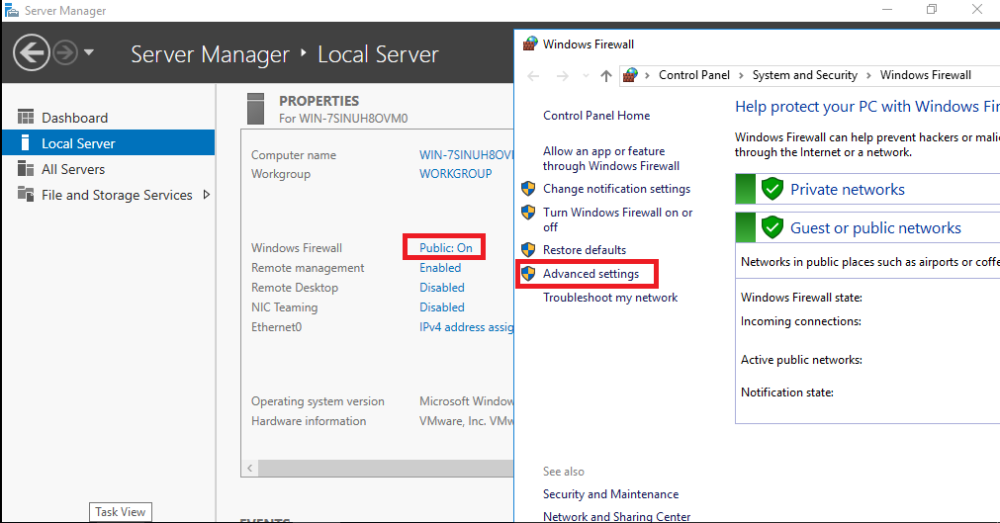 Server Manager
Server Manager ‣ Local Server
Dashboard
Local Server
All Servers
File and Storage Services
PROPERTIES
For WIN-7SINUH8OVM0
Computer name
WIN-7SINUH8OVM
Workgroup
WORKGROUP
Windows Firewall
Public: On
Remote management
Enabled
Remote Desktop
Disabled
NIC Teaming
Disabled
Ethernet0
IPv4 address assig
Operating system version
Microsoft Window
Hardware information
VMware, Inc. VMw
EVENTS
Task View
Windows Firewall
Control Panel > System and Security > Windows Firewall
Control Panel Home
Allow an app or feature
through Windows Firewall
Change notification settings
Turn Windows Firewall on or
off
Restore defaults
Advanced settings
Troubleshoot my network
See also
Security and Maintenance
Network and Sharing Center
Help protect your PC with Windows Fir
Windows Firewall can help prevent hackers or malic
through the Internet or a network.
Private networks
Guest or public networks
Networks in public places such as airports or coffe
Windows Firewall state:
Incoming connections:
Active public networks:
Notification state: